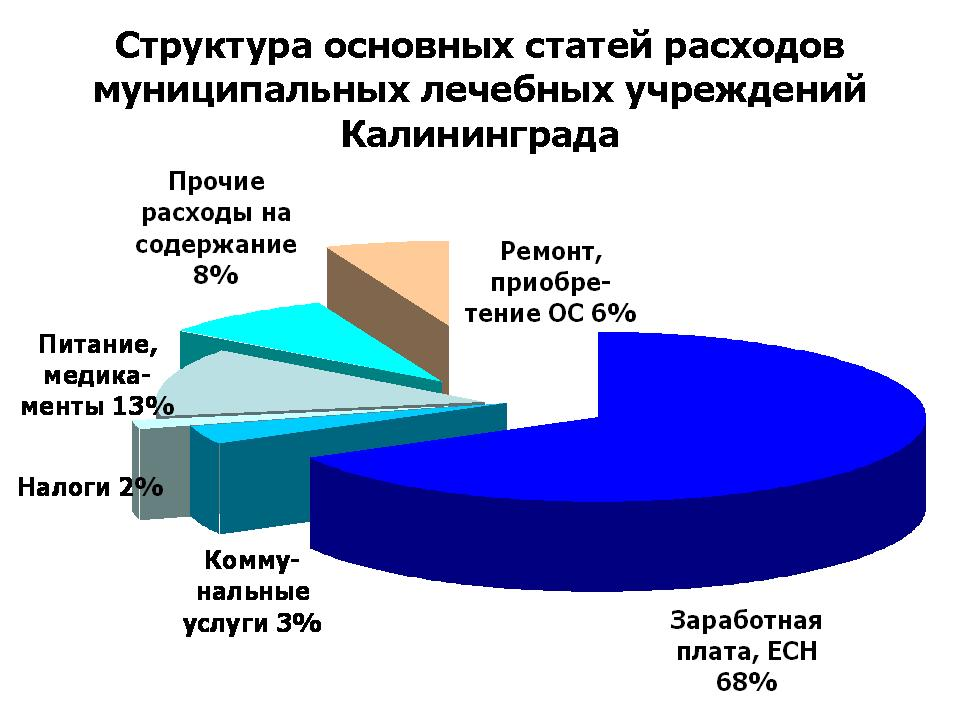 Структура основных статей расходов
муниципальных лечебных учреждений
Калининграда
Прочие
расходы на
содержание
8%
Ремонт,
приобре-
тение ОС 6%
Питание,
медика-
менты 13%
Налоги 2%
Комму-
нальные
услуги 3%
Заработная
плата, ЕСН
68%